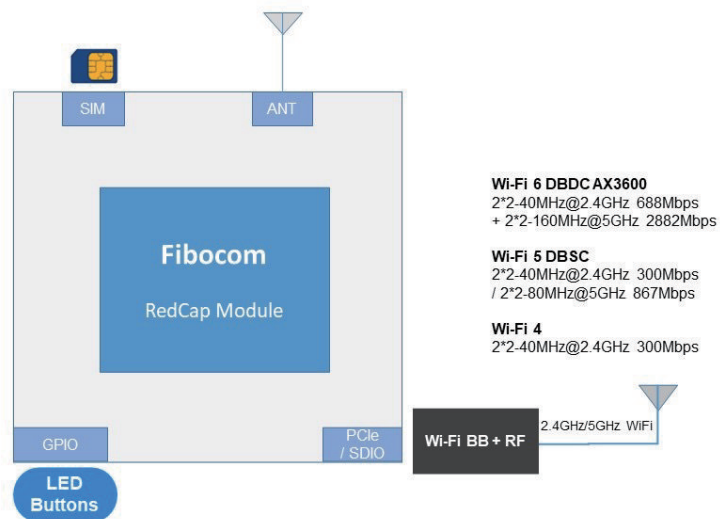 SIM
ANT
Fibocom
RedCap Module
Wi-Fi 6 DBDC AX3600
2*2-40MHz@2.4GHz 688Mbps
+ 2*2-160MHz@5GHz 2882Mbps
Wi-Fi 5 DBSC
2*2-40MHz@2.4GHz 300Mbps
/ 2*2-80MHz@5GHz 867Mbps
Wi-Fi 4
2*2-40MHz@2.4GHz 300Mbps
GPIO
PCIe
/ SDIO
Wi-Fi BB + RF
2.4GHz/5GHz WiFi
LED
Buttons